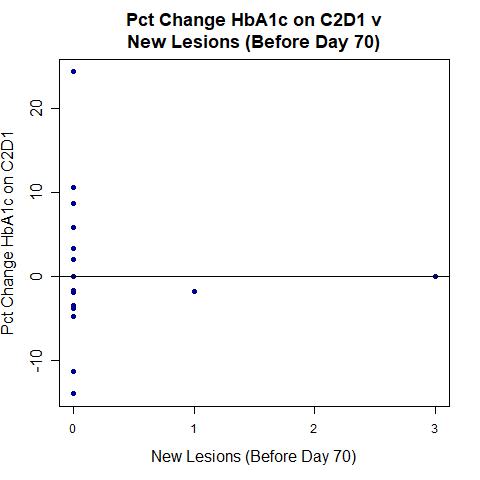 Pct Change HbA1c on C2D1 v
New Lesions (Before Day 70)
Pct Change HbA1c on C2D1
20
10
0
-10
0
1
2
3
New Lesions (Before Day 70)